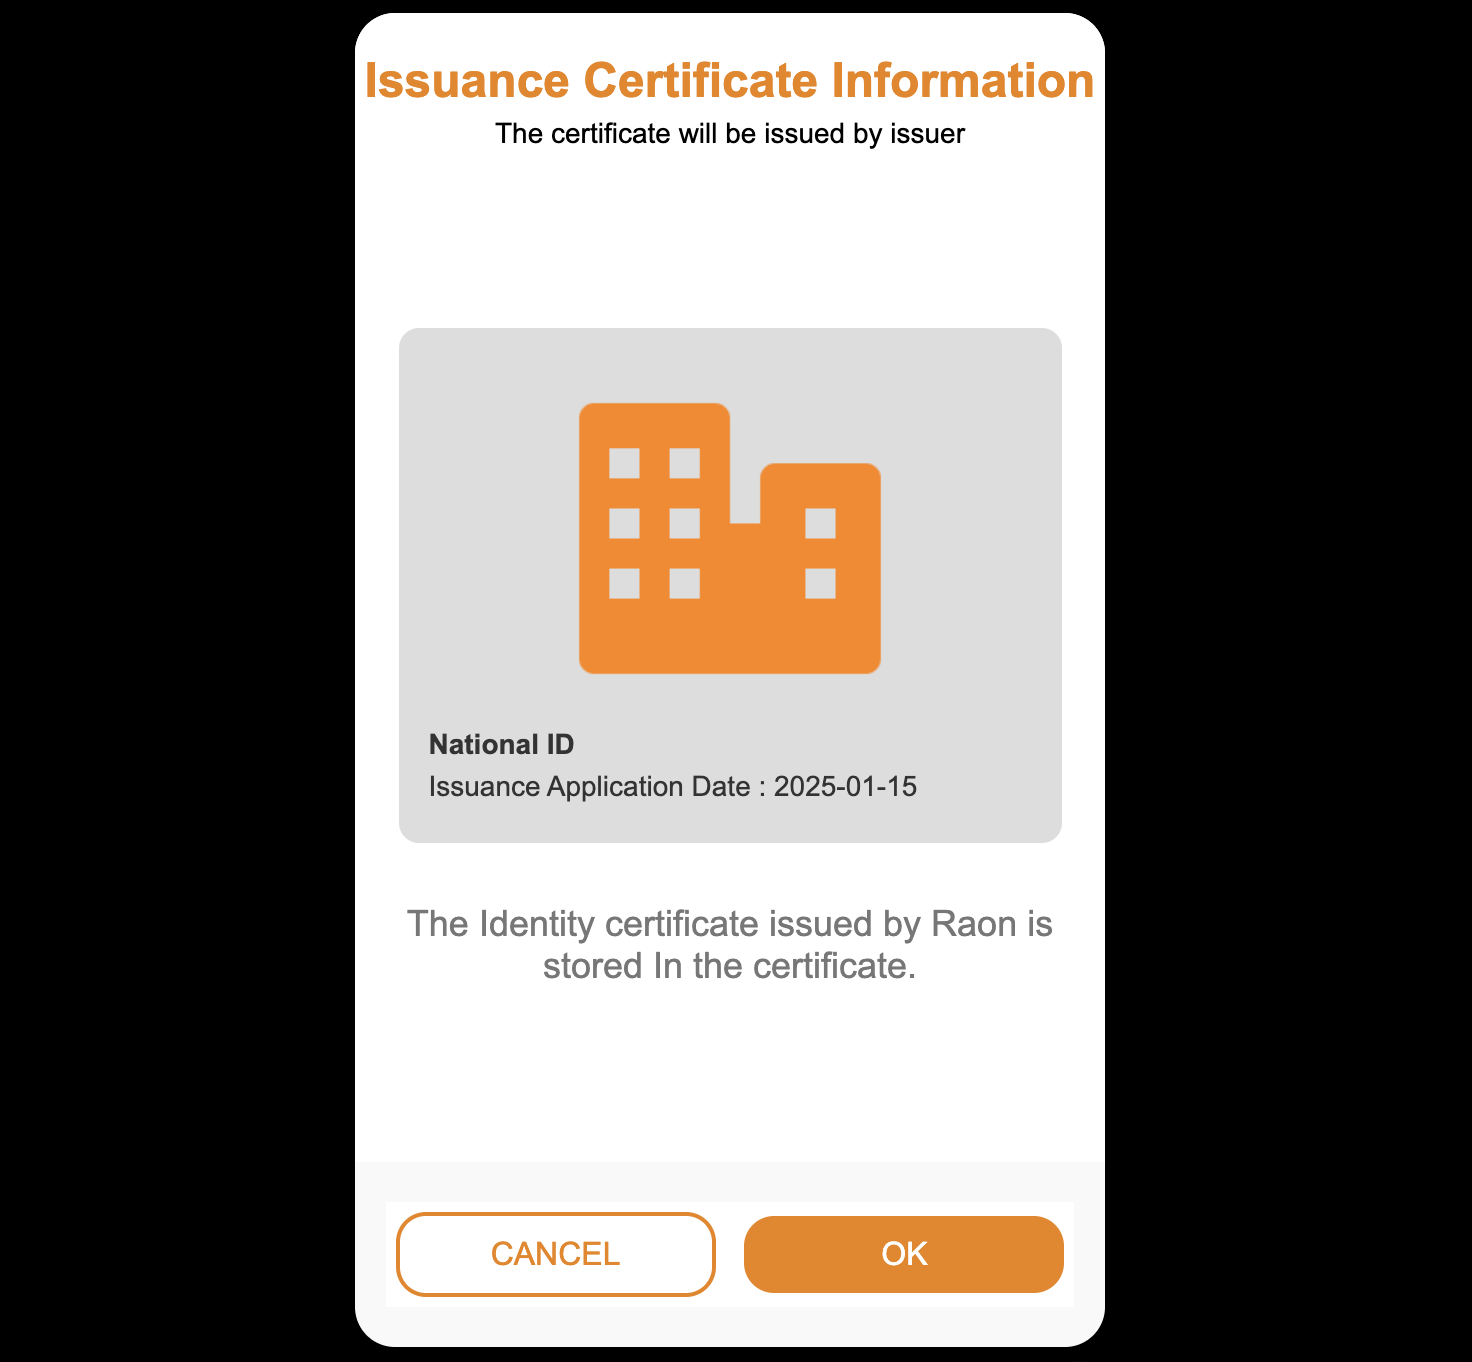 Issuance Certificate Information
The certificate will be issued by issuer
National ID
Issuance Application Date : 2025-01-15
The Identity certificate issued by Raon is
stored In the certificate.
CANCEL
OK